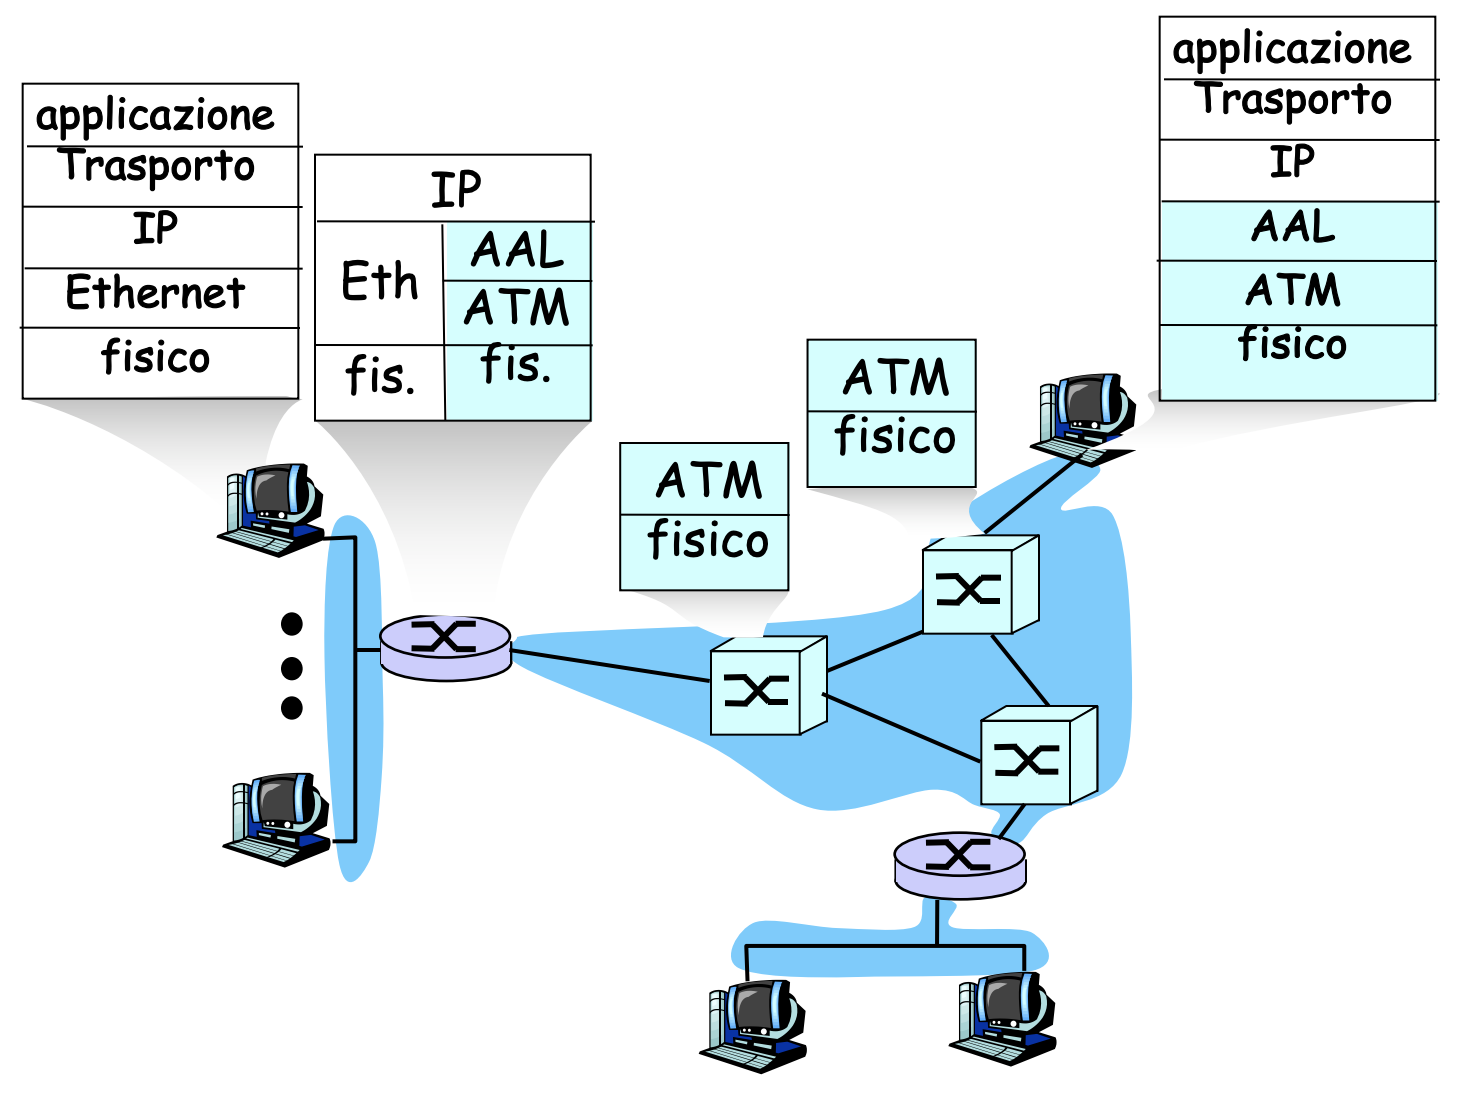 applicazione
Trasporto
IP
Ethernet
fisico
IP
Eth
AAL
ATM
fis.
fis.
ATM
fisico
ATM
fisico
applicazione
Trasporto
IP
AAL
ATM
fisico